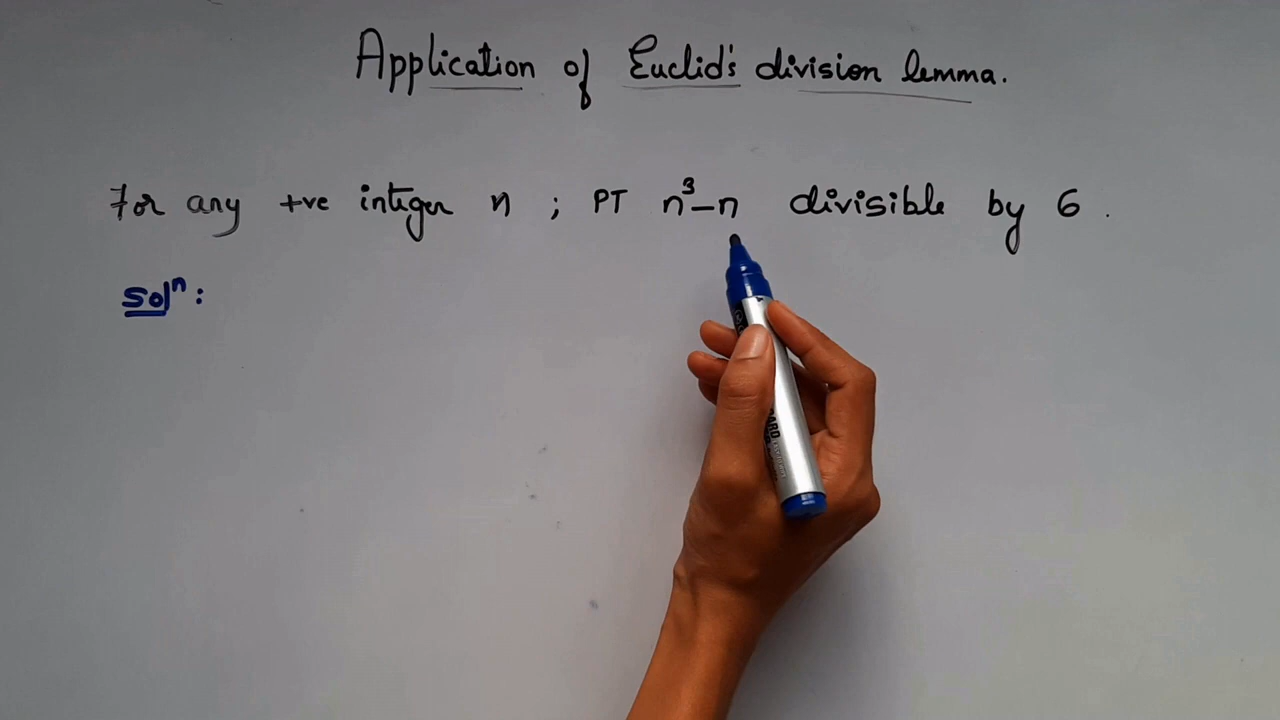 Application of Euclid's division lemma.
For any +ve integer n ; PT n³-n divisible by 6 .
Solⁿ: